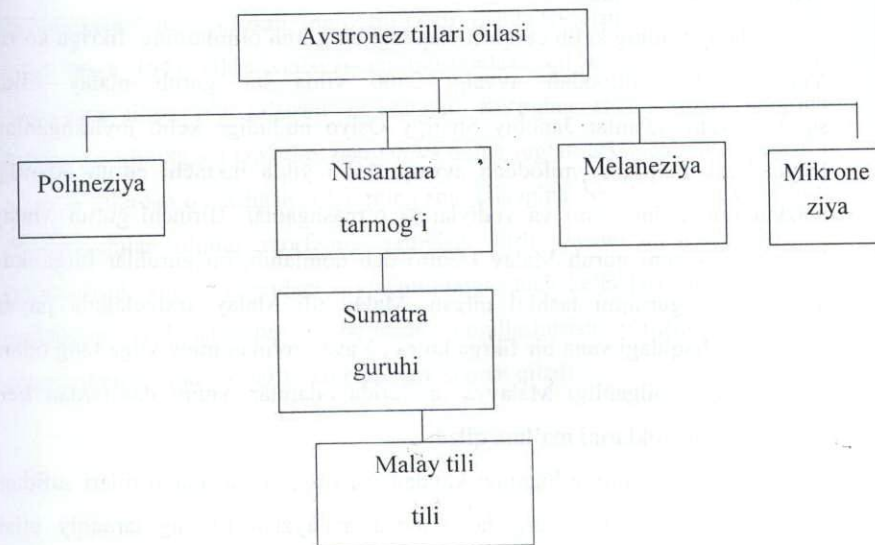 Avstronez tillari oilasi
Polineziya
Nusantara
tarmog‘i
Melaneziya
Mikrone
ziya
Sumatra
guruhi
Malay tili
tili